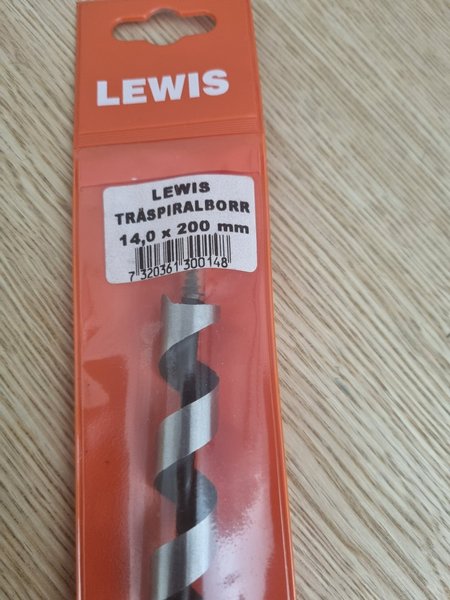 LEWIS
LEWIS
TRÄSPIRALBORR
14,0 x 200 mm
7 320361 300148